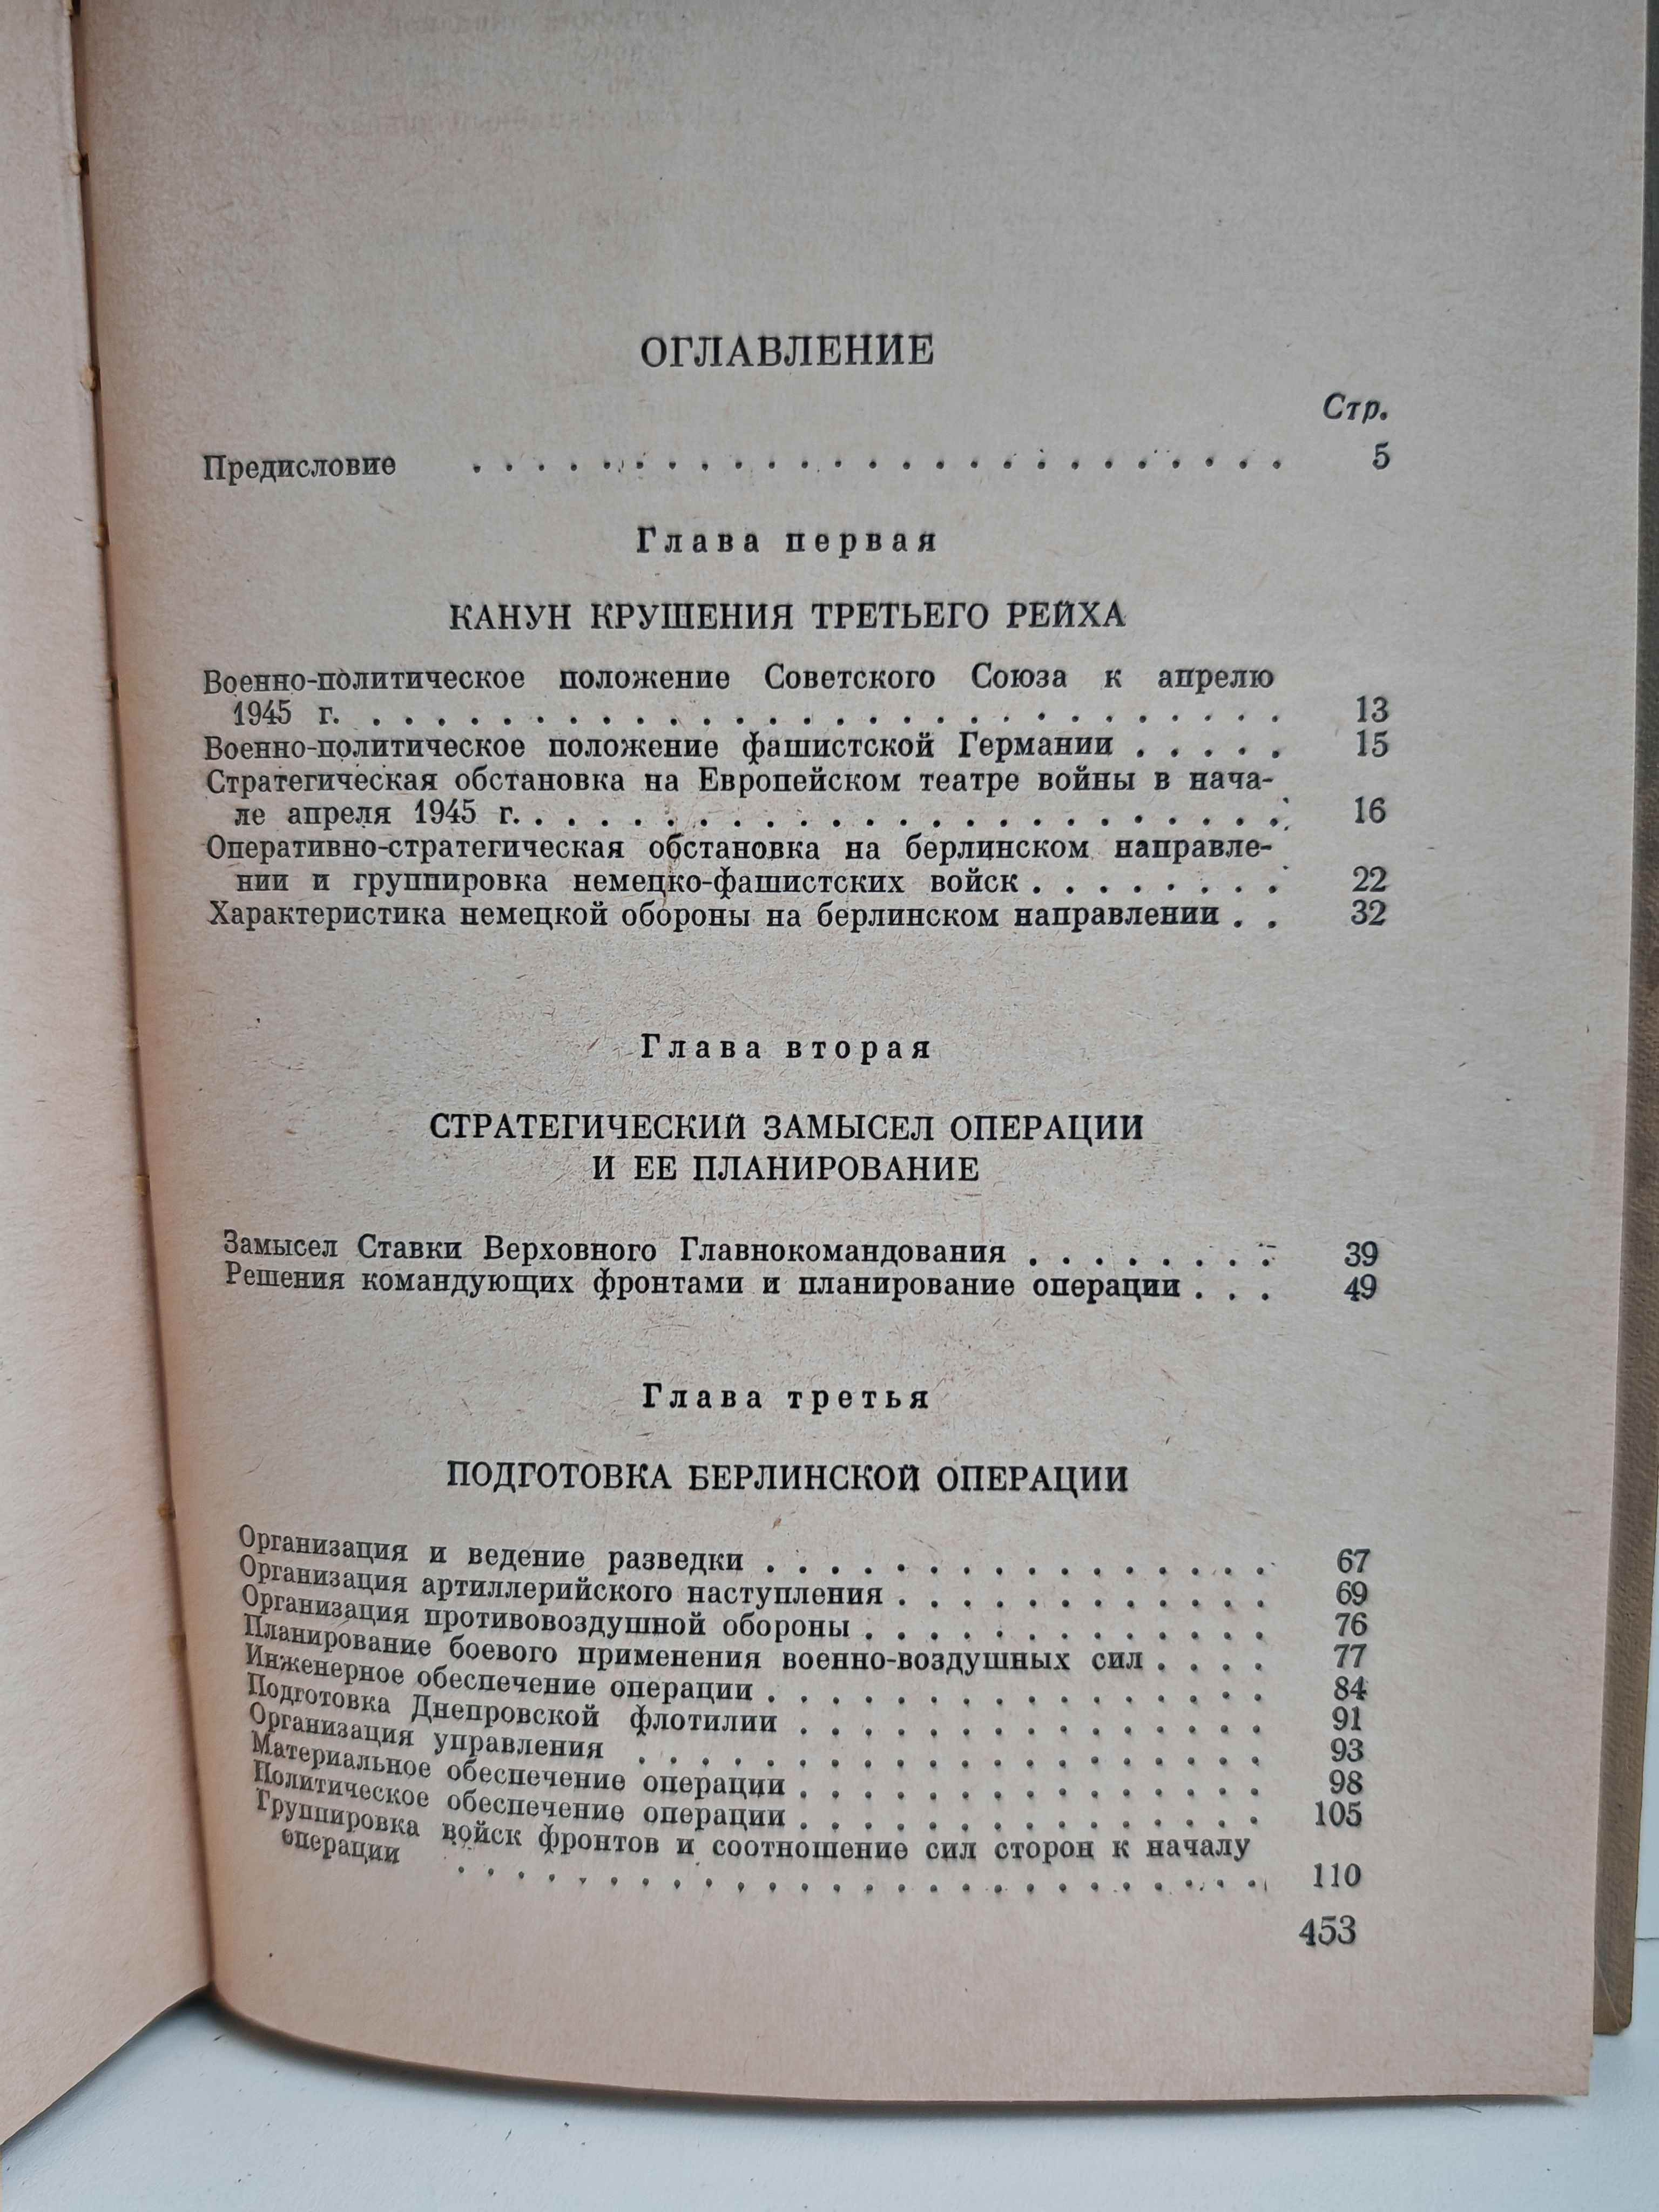 ОГЛАВЛЕНИЕ
Стр.
Предисловие . . . . . . . . . . . . . . . . . . . . . . . . . 5
Глава первая
КАНУН КРУШЕНИЯ ТРЕТЬЕГО РЕЙХА
Военно-политическое положение Советского Союза к апрелю
1945 г. . . . . . . . . . . . . . . . . . . . . . . . . . . . . 13
Военно-политическое положение фашистской Германии . . . . . 15
Стратегическая обстановка на Европейском театре войны в нача-
ле апреля 1945 г. . . . . . . . . . . . . . . . . . . . . . . . 16
Оперативно-стратегическая обстановка на берлинском направле-
нии и группировка немецко-фашистских войск . . . . . . . . 22
Характеристика немецкой обороны на берлинском направлении . . 32
Глава вторая
СТРАТЕГИЧЕСКИЙ ЗАМЫСЕЛ ОПЕРАЦИИ
И ЕЕ ПЛАНИРОВАНИЕ
Замысел Ставки Верховного Главнокомандования . . . . . . . . 39
Решения командующих фронтами и планирование операции . . . 49
Глава третья
ПОДГОТОВКА БЕРЛИНСКОЙ ОПЕРАЦИИ
Организация и ведение разведки . . . . . . . . . . . . . . . . 67
Организация артиллерийского наступления . . . . . . . . . . . . 69
Организация противовоздушной обороны . . . . . . . . . . . . . 76
Планирование боевого применения военно-воздушных сил . . . . 77
Инженерное обеспечение операции . . . . . . . . . . . . . . . . 84
Подготовка Днепровской флотилии . . . . . . . . . . . . . . . 91
Организация управления . . . . . . . . . . . . . . . . . . . . 93
Материальное обеспечение операции . . . . . . . . . . . . . . . 98
Политическое обеспечение операции . . . . . . . . . . . . . . . 105
Группировка войск фронтов и соотношение сил сторон к началу
операции . . . . . . . . . . . . . . . . . . . . . . . . . . 110
453